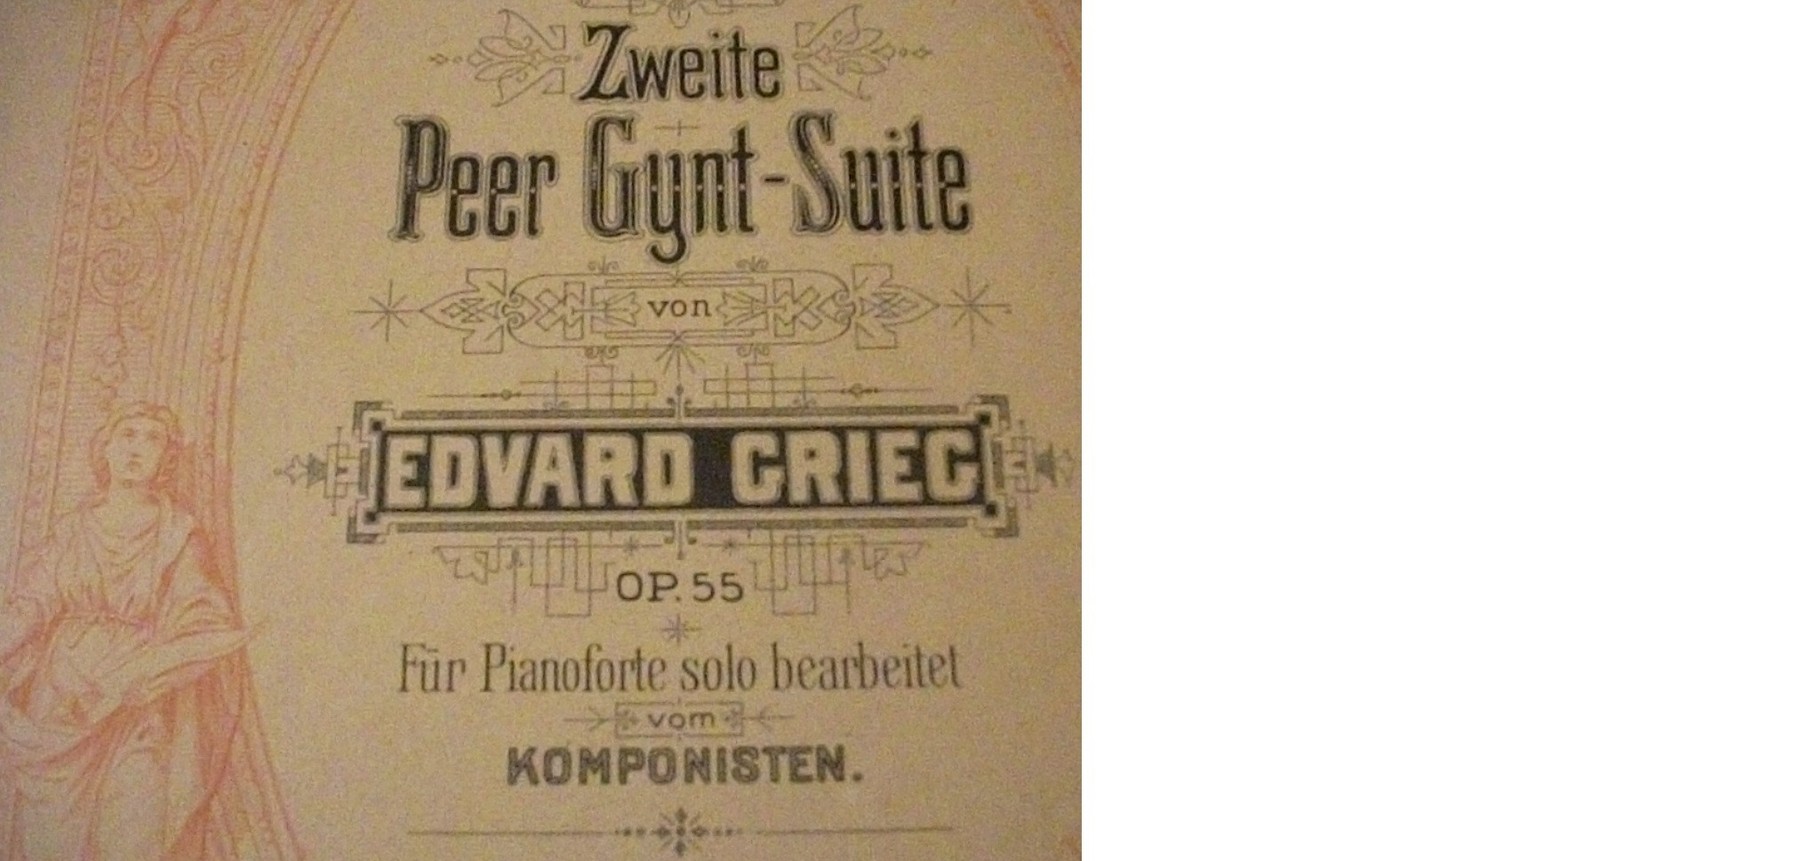 Zweite
Peer Gynt-Suite
von
EDVARD GRIEG
OP. 55
Für Pianoforte solo bearbeitet
vom
KOMPONISTEN.